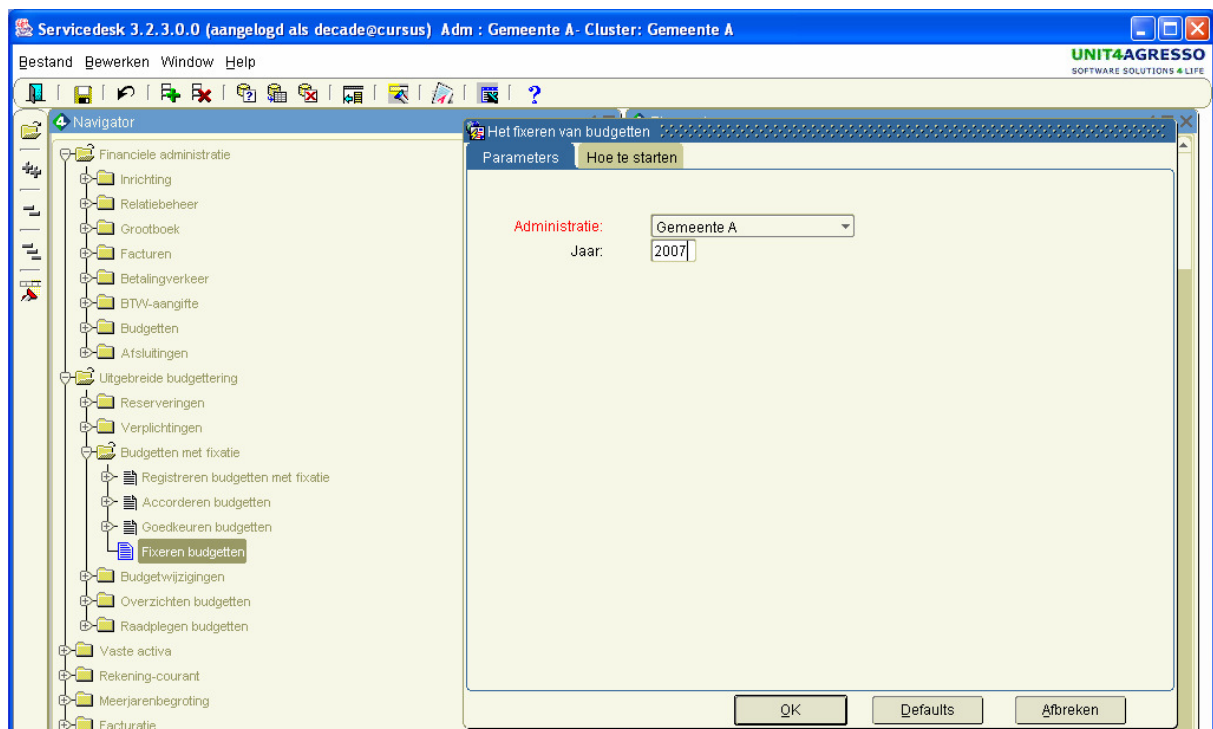 Servicedesk 3.2.3.0.0 (aangelogd als decade@cursus) Adm : Gemeente A- Cluster: Gemeente A
Bestand Bewerken Window Help
UNIT4AGRESSO
SOFTWARE SOLUTIONS 4 LIFE
Navigator
Financiele administratie
Inrichting
Relatiebeheer
Grootboek
Facturen
Betalingverkeer
BTW-aangifte
Budgetten
Afsluitingen
Uitgebreide budgettering
Reserveringen
Verplichtingen
Budgetten met fixatie
Registreren budgetten met fixatie
Accorderen budgetten
Goedkeuren budgetten
Fixeren budgetten
Budgetwijzigingen
Overzichten budgetten
Raadplegen budgetten
Vaste activa
Rekening-courant
Meerjarenbegroting
Facturatie
Het fixeren van budgetten
Parameters Hoe te starten
Administratie: Gemeente A
Jaar: 2007
OK Defaults Afbreken